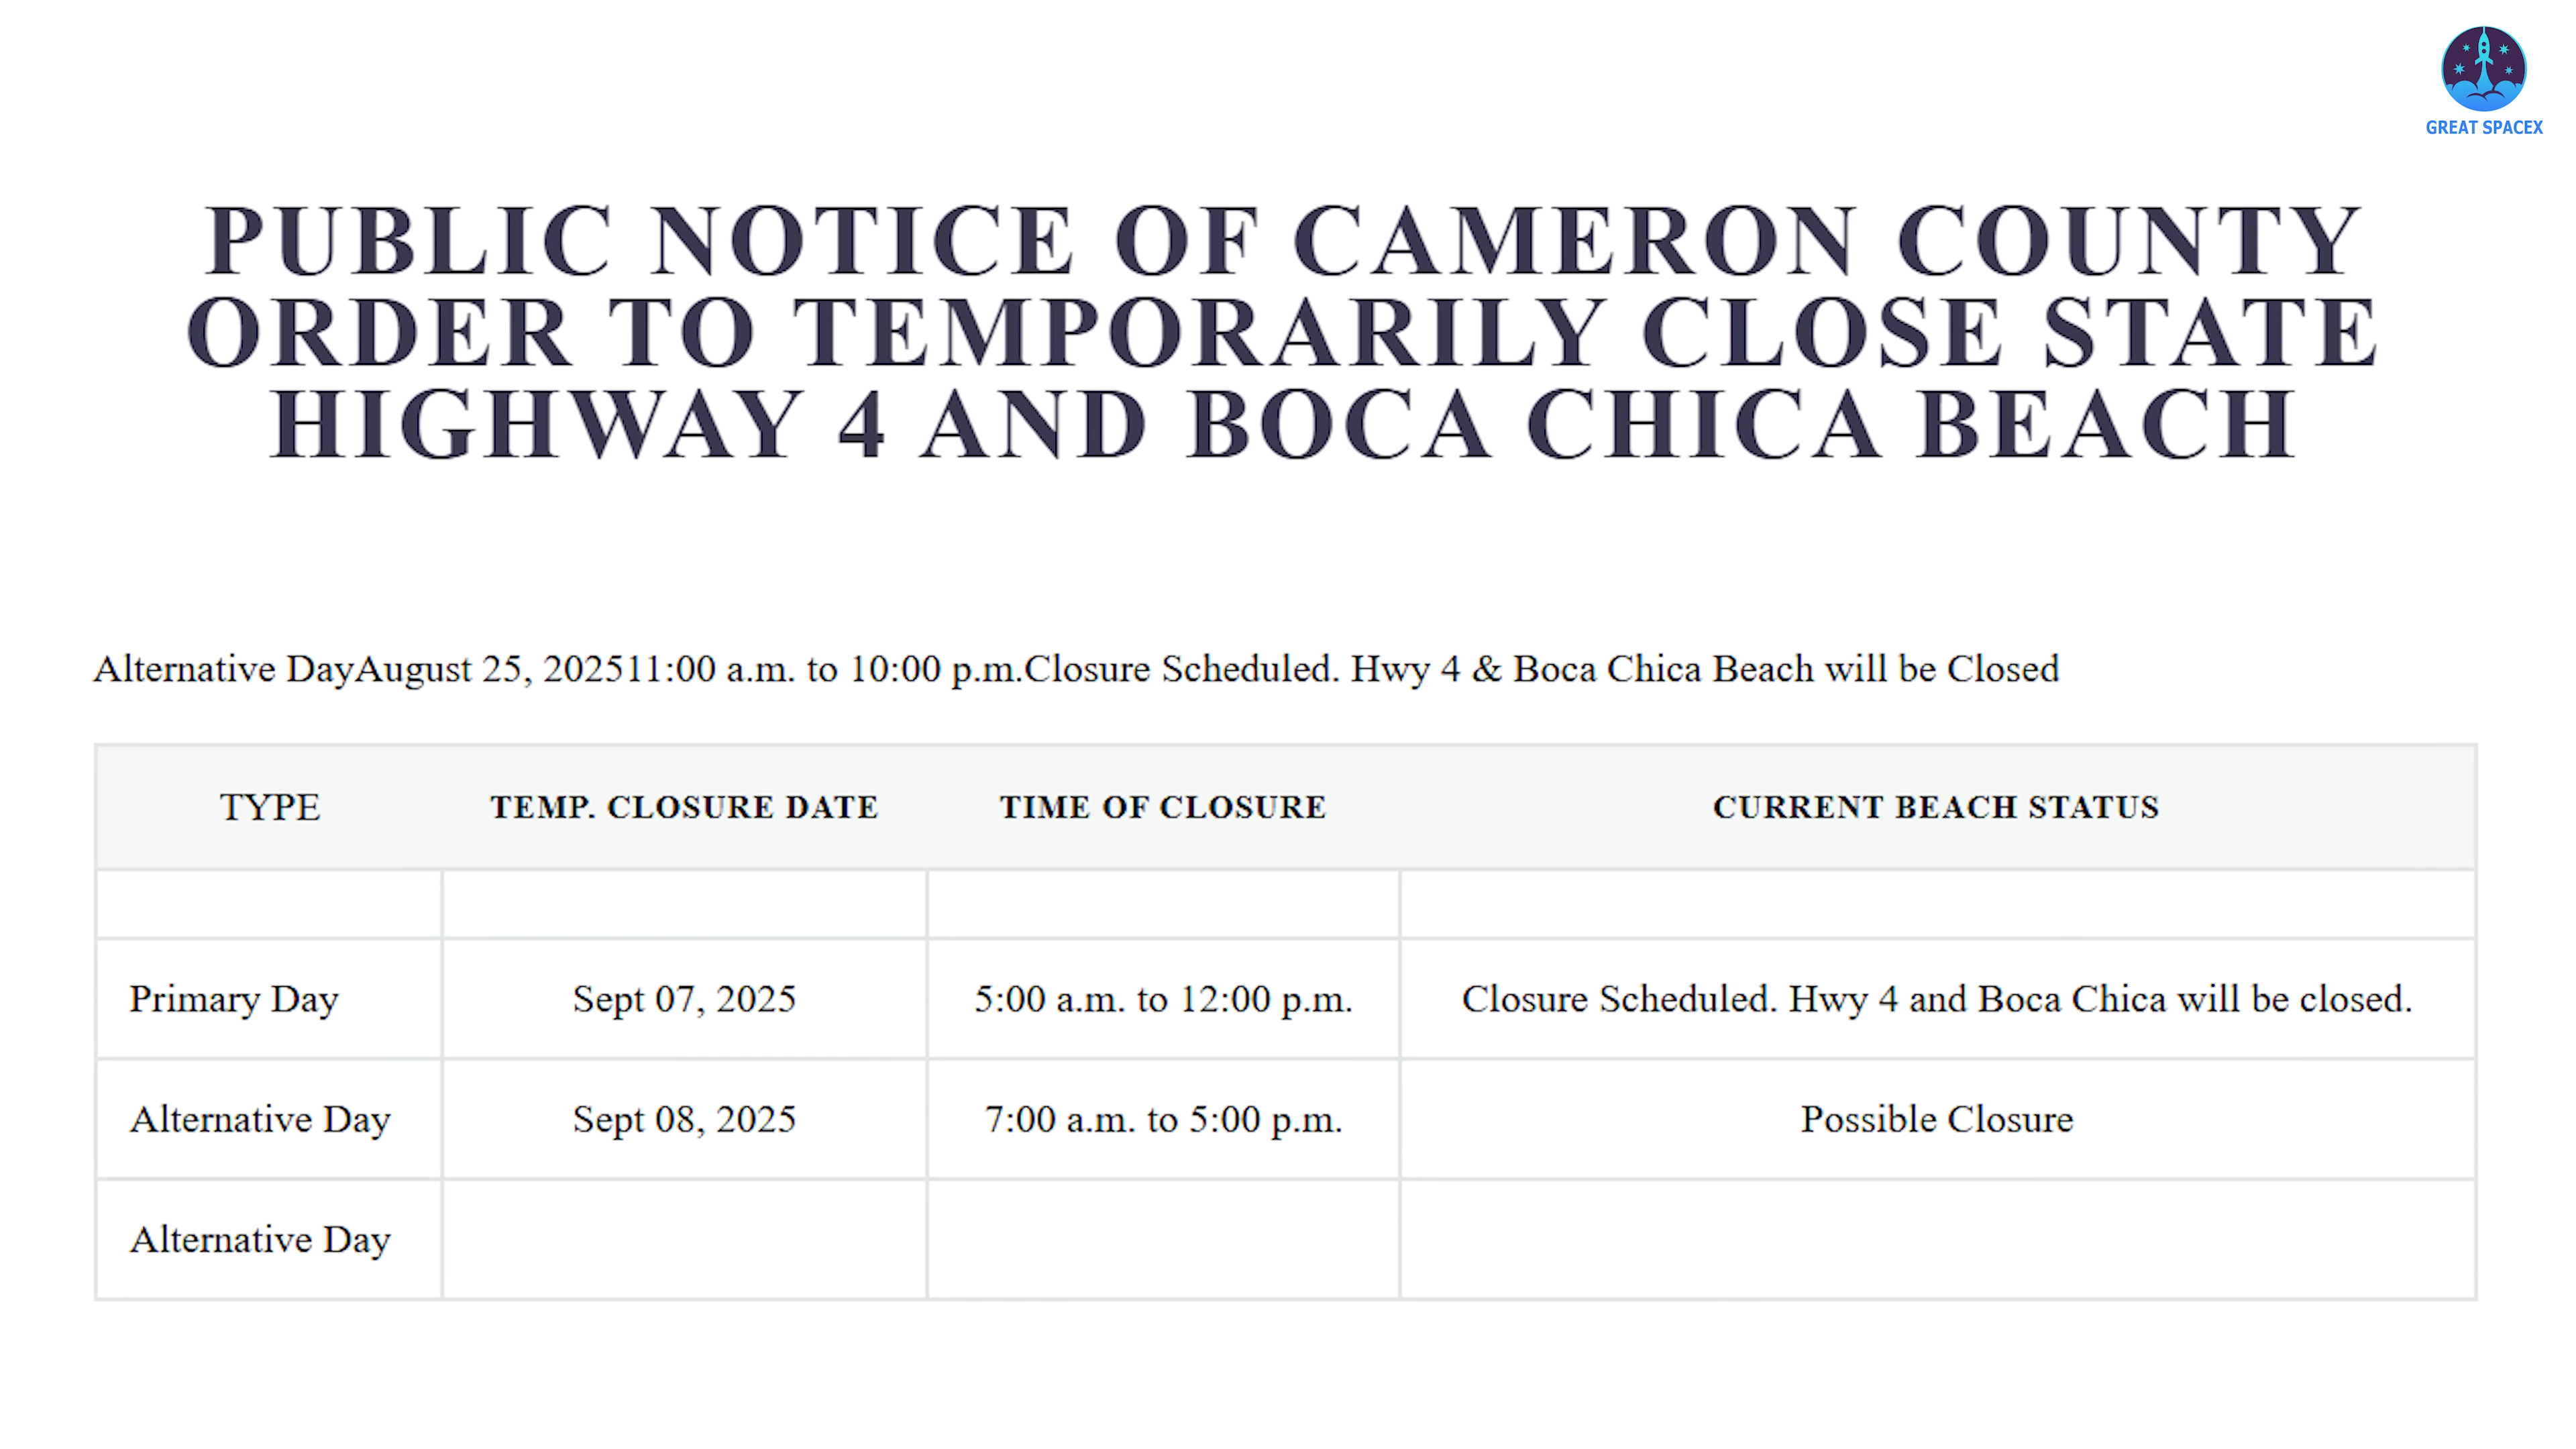 GREAT SPACEX
PUBLIC NOTICE OF CAMERON COUNTY
ORDER TO TEMPORARILY CLOSE STATE
HIGHWAY 4 AND BOCA CHICA BEACH
Alternative DayAugust 25, 202511:00 a.m. to 10:00 p.m.Closure Scheduled. Hwy 4 & Boca Chica Beach will be Closed
TYPE TEMP. CLOSURE DATE TIME OF CLOSURE CURRENT BEACH STATUS
Primary Day Sept 07, 2025 5:00 a.m. to 12:00 p.m. Closure Scheduled. Hwy 4 and Boca Chica will be closed.
Alternative Day Sept 08, 2025 7:00 a.m. to 5:00 p.m. Possible Closure
Alternative Day